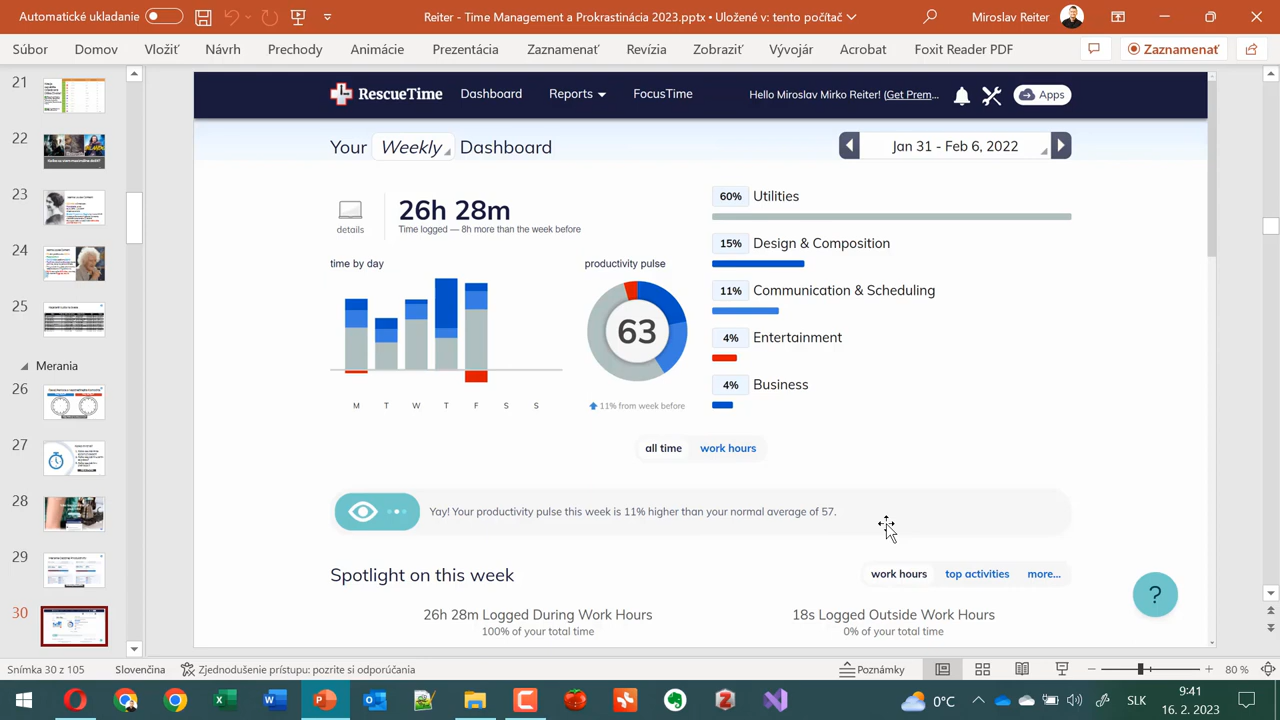 Automatické ukladanie
Reiter - Time Management a Prokrastinácia 2023.pptx • Uložené v: tento počítač
Miroslav Reiter
Súbor Domov Vložiť Návrh Prechody Animácie Prezentácia Zaznamenať Revízia Zobraziť Vývojár Acrobat Foxit Reader PDF
Zaznamenať
21
22
23
24
25
Merania
26
27
28
29
30
RescueTime Dashboard Reports FocusTime
Hello Miroslav Mirko Reiter! (Get Prem...
Apps
Your Weekly Dashboard
Jan 31 - Feb 6, 2022
details
26h 28m
Time logged — 8h more than the week before
ime by day
M T W T F S
productivity pulse
63
11% from week before
60% Utilities
15% Design & Composition
11% Communication & Scheduling
4% Entertainment
4% Business
all time work hours
Yay! Your productivity pulse this week is 11% higher than your normal average of 57.
Spotlight on this week
work hours top activities more...
26h 28m Logged During Work Hours
100% of your total time
18s Logged Outside Work Hours
0% of your total time
?
Snímka 30 z 105 Slovenčina Zjednodušenie prístupu: pozrite si odporúčania
Poznámky
80 %
0°C
SLK
9:41
16. 2. 2023